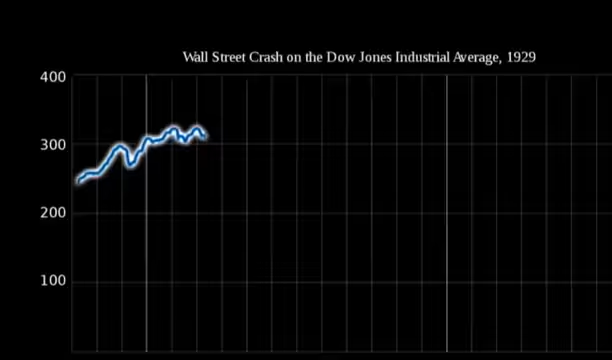 Wall Street Crash on the Dow Jones Industrial Average, 1929
400
300
200
100